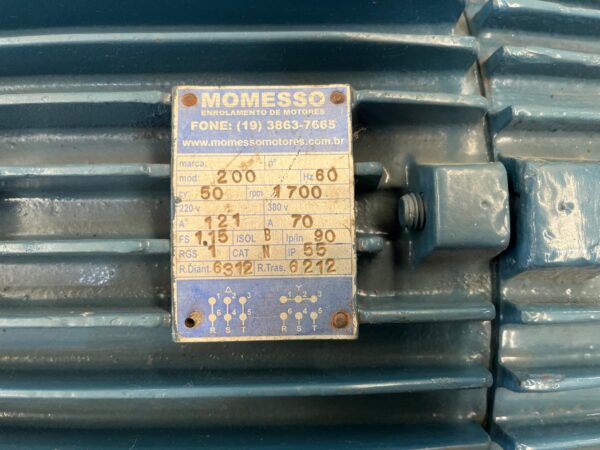 MOMESSO
ENROLAMENTO DE MOTORES
FONE: (19) 3863-7665
www.momessomotores.com.br
marca: nº
mod: 200 Hz 60
cv 50 rpm 1700
220-v 380 v
A 121 A 70
FS 1.15 ISOL B Ip/In 90
RGS 1 CAT N IP 55
R.Diant. 6312 R.Tras. 6212
△ Y
R S T R S T